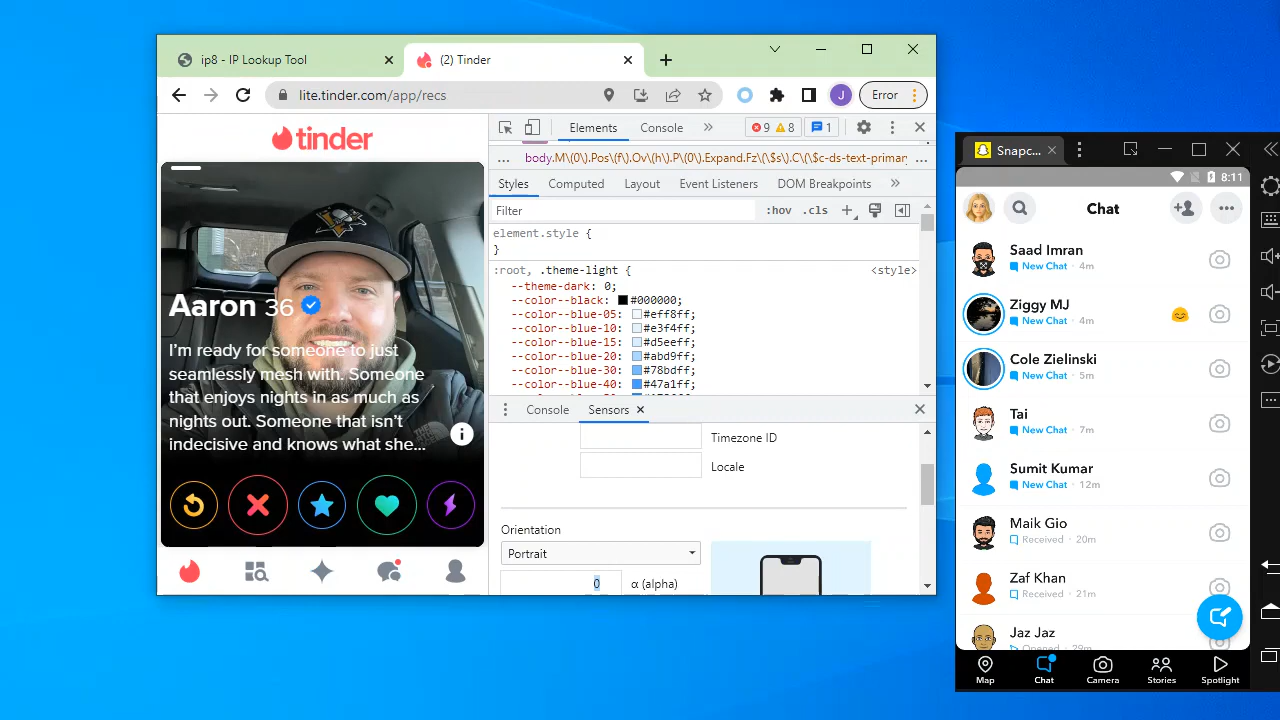 ip8 - IP Lookup Tool
(2) Tinder
lite.tinder.com/app/recs
J
Error
tinder
Aaron 36
I'm ready for someone to just
seamlessly mesh with. Someone
that enjoys nights in as much as
nights out. Someone that isn't
indecisive and knows what she...
Elements
Console
»
9
8
1
...
body.M\(0\).Pos\(f\).Ov\(h\).P\(0\).Expand.Fz\(\$s\).C\(\$c-ds-text-primary
...
Styles
Computed
Layout
Event Listeners
DOM Breakpoints
»
Filter
:hov
.cls
element.style {
}
:root, .theme-light {
<style>
--theme-dark: 0;
--color--black: #000000;
--color--blue-05: #eff8ff;
--color--blue-10: #e3f4ff;
--color--blue-15: #d5eeff;
--color--blue-20: #abd9ff;
--color--blue-30: #78bdff;
--color--blue-40: #47a1ff;
Console
Sensors
Timezone ID
Locale
Orientation
Portrait
0
α (alpha)
Snapc...
8:11
Chat
Saad Imran
New Chat · 4m
Ziggy MJ
New Chat · 4m
Cole Zielinski
New Chat · 5m
Tai
New Chat · 7m
Sumit Kumar
New Chat · 12m
Maik Gio
Received · 20m
Zaf Khan
Received · 21m
Jaz Jaz
Opened · 29m
Map
Chat
Camera
Stories
Spotlight